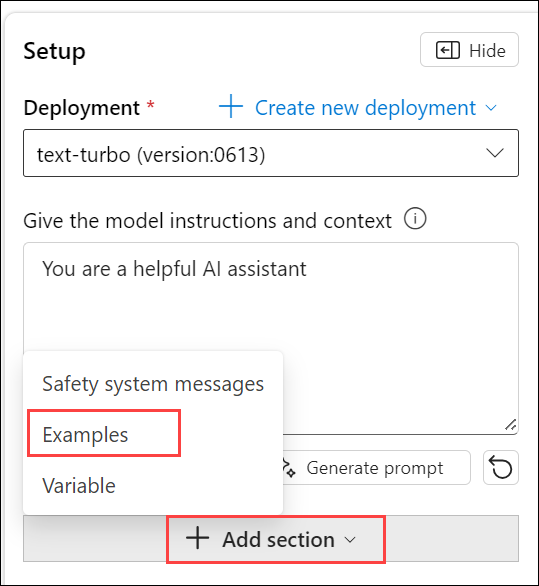 Setup
Hide
Deployment *
Create new deployment
text-turbo (version:0613)
Give the model instructions and context
You are a helpful AI assistant
Safety system messages
Examples
Variable
Generate prompt
Add section